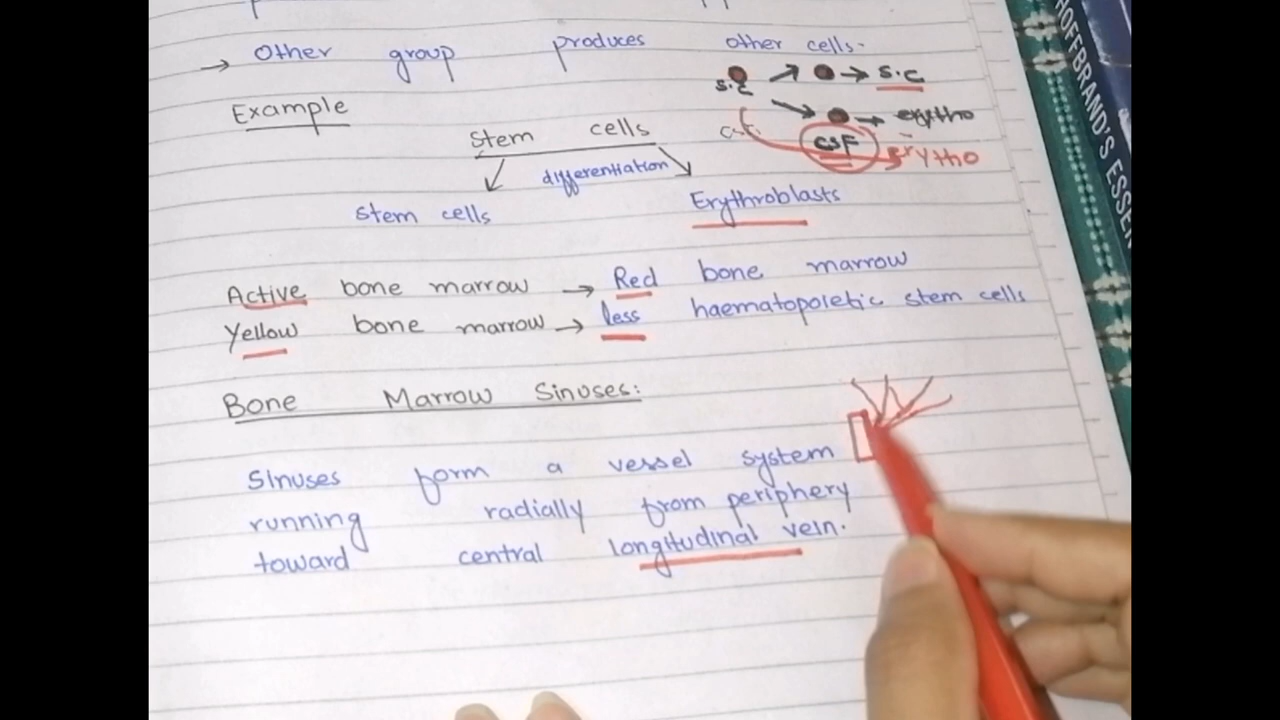 → Other group produces other cells.
s.c → → s.c
Example
→ erytho
Stem cells
CSF
erytho
differentiation
Stem cells Erythroblasts
Active bone marrow → Red bone marrow
Yellow bone marrow → less haematopoietic stem cells
Bone Marrow Sinuses:
Sinuses form a vessel system
running radially from periphery
toward central longitudinal vein.
HOFFBRAND'S ESSEN